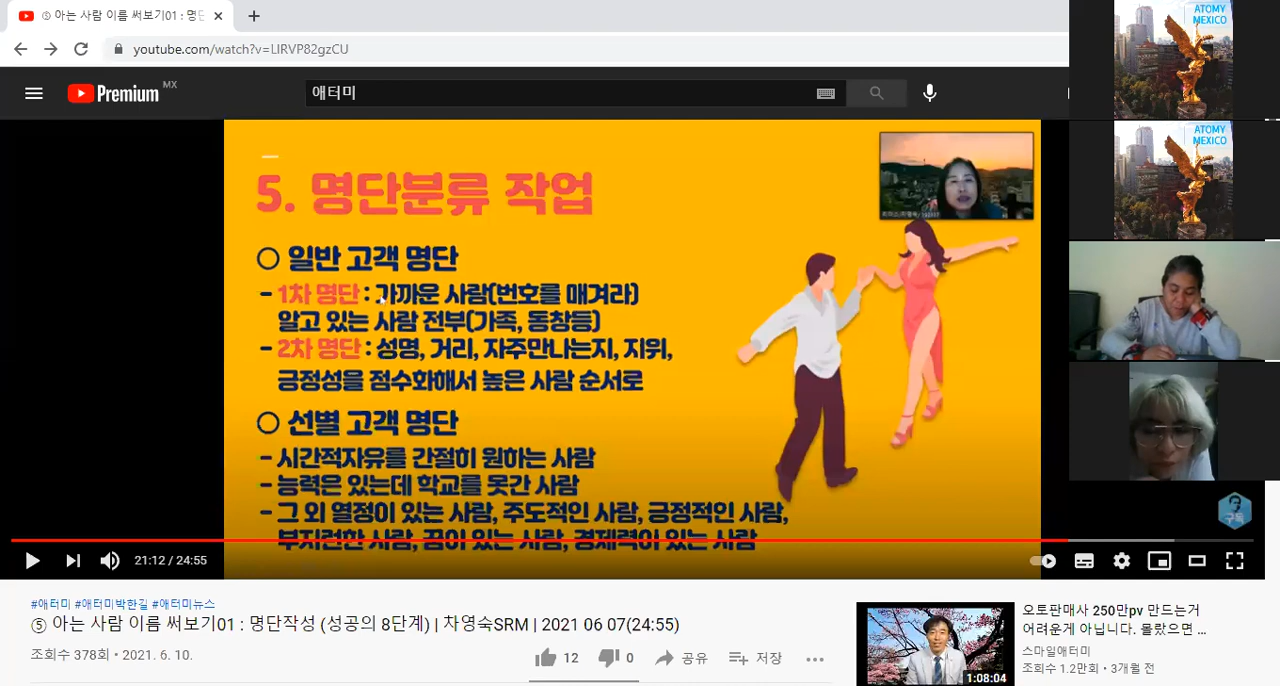 ⑤ 아는 사람 이름 써보기01 : 명단
youtube.com/watch?v=LIRVP82gzCU
ATOMY
MEXICO
Premium MX
애터미
ATOMY
MEXICO
5. 명단분류 작업
○ 일반 고객 명단
- 1차 명단 : 가까운 사람(번호를 매겨라)
알고 있는 사람 전부(가족, 동창등)
- 2차 명단 : 성명, 거리, 자주만나는지, 지위,
긍정성을 점수화해서 높은 사람 순서로
○ 선별 고객 명단
- 시간적자유를 간절히 원하는 사람
- 능력은 있는데 학교를 못간 사람
- 그 외 열정이 있는 사람, 주도적인 사람, 긍정적인 사람,
부지런한 사람, 꿈이 있는 사람, 경제력이 있는 사람
구독
21:12 / 24:55
#애터미 #애터미박한길 #애터미뉴스
⑤ 아는 사람 이름 써보기01 : 명단작성 (성공의 8단계) | 차영숙SRM | 2021 06 07(24:55)
조회수 378회 • 2021. 6. 10.
12
0
공유
저장
1:08:04
오토판매사 250만pv 만드는거
어려운게 아닙니다. 몰랐으면 ...
스마일애터미
조회수 1.2만회 • 3개월 전